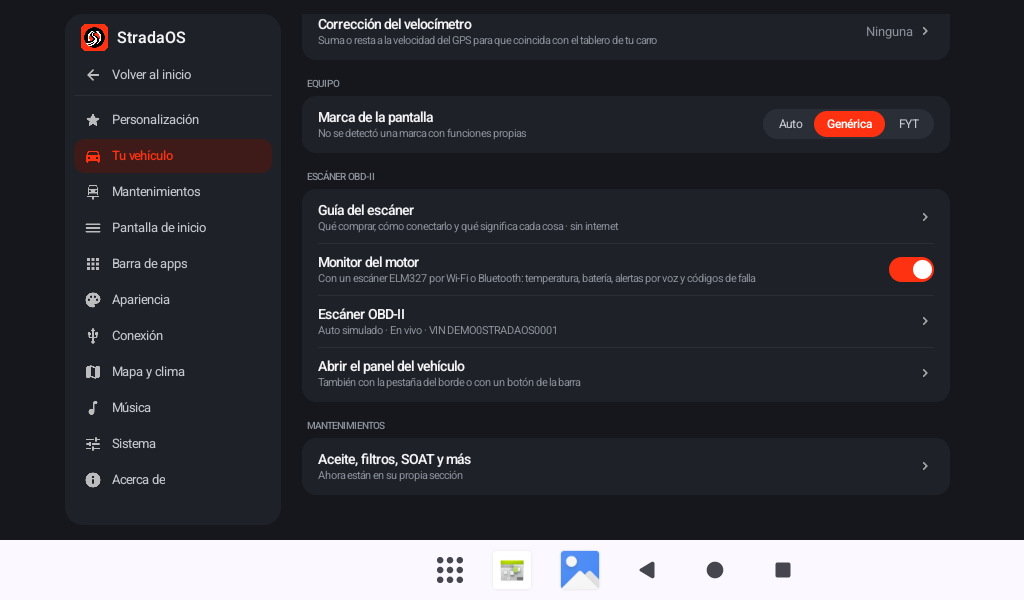 StradaOS
Volver al inicio
Personalización
Tu vehículo
Mantenimientos
Pantalla de inicio
Barra de apps
Apariencia
Conexión
Mapa y clima
Música
Sistema
Acerca de
Corrección del velocímetro
Suma o resta a la velocidad del GPS para que coincida con el tablero de tu carro
Ninguna
EQUIPO
Marca de la pantalla
No se detectó una marca con funciones propias
Auto Genérica FYT
ESCÁNER OBD-II
Guía del escáner
Qué comprar, cómo conectarlo y qué significa cada cosa · sin internet
Monitor del motor
Con un escáner ELM327 por Wi-Fi o Bluetooth: temperatura, batería, alertas por voz y códigos de falla
Escáner OBD-II
Auto simulado · En vivo · VIN DEMO0STRADAOS0001
Abrir el panel del vehículo
También con la pestaña del borde o con un botón de la barra
MANTENIMIENTOS
Aceite, filtros, SOAT y más
Ahora están en su propia sección